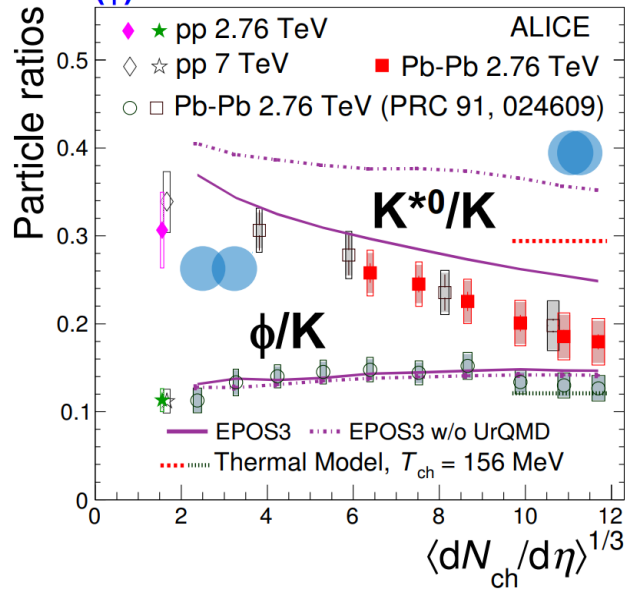 pp 2.76 TeV
ALICE
pp 7 TeV
Pb-Pb 2.76 TeV
Pb-Pb 2.76 TeV (PRC 91, 024609)
K*0/K
ϕ/K
EPOS3
EPOS3 w/o UrQMD
Thermal Model, Tch = 156 MeV
Particle ratios
0.5
0.4
0.3
0.2
0.1
0
0 2 4 6 8 10 12
⟨dNch/dη⟩1/3